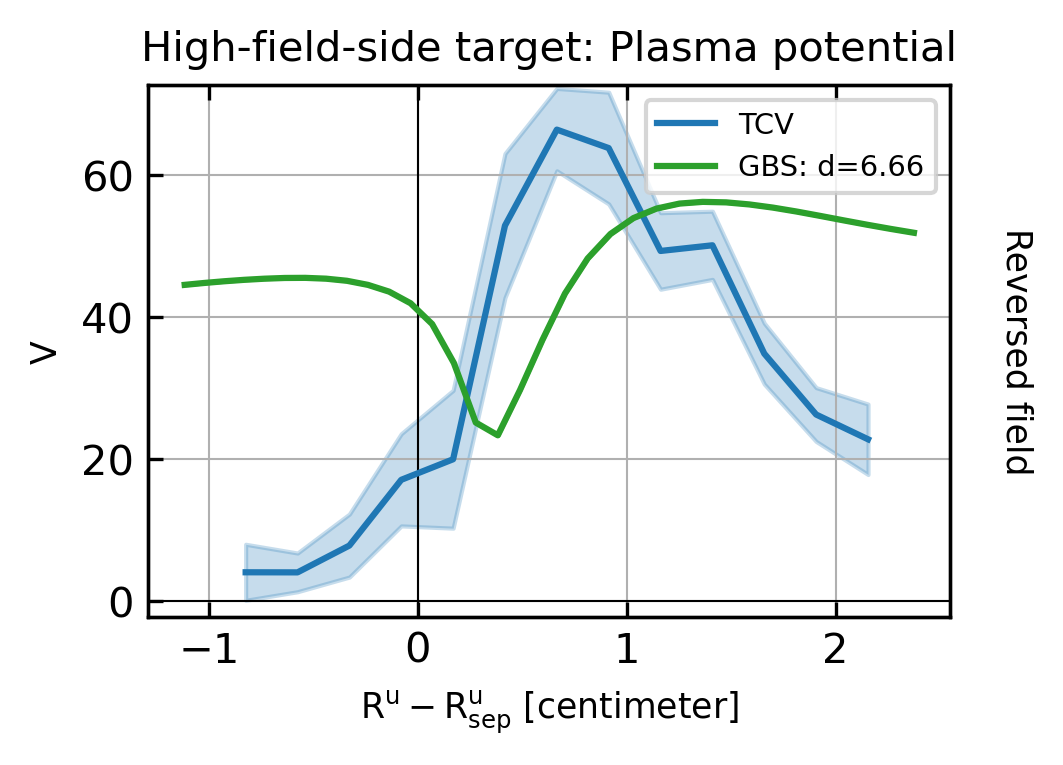 High-field-side target: Plasma potential
TCV
GBS: d=6.66
60
40
20
0
V
Reversed field
−1 0 1 2
Rᵘ − Rᵘsep [centimeter]